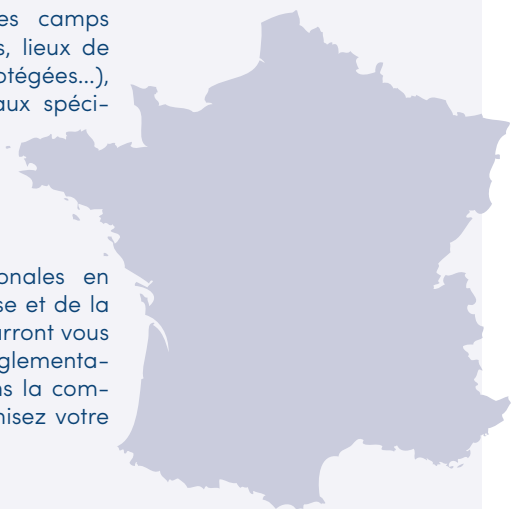 es camps
s, lieux de
otégées...),
aux spéci-
onales en
se et de la
urront vous
glementa-
ns la com-
nisez votre